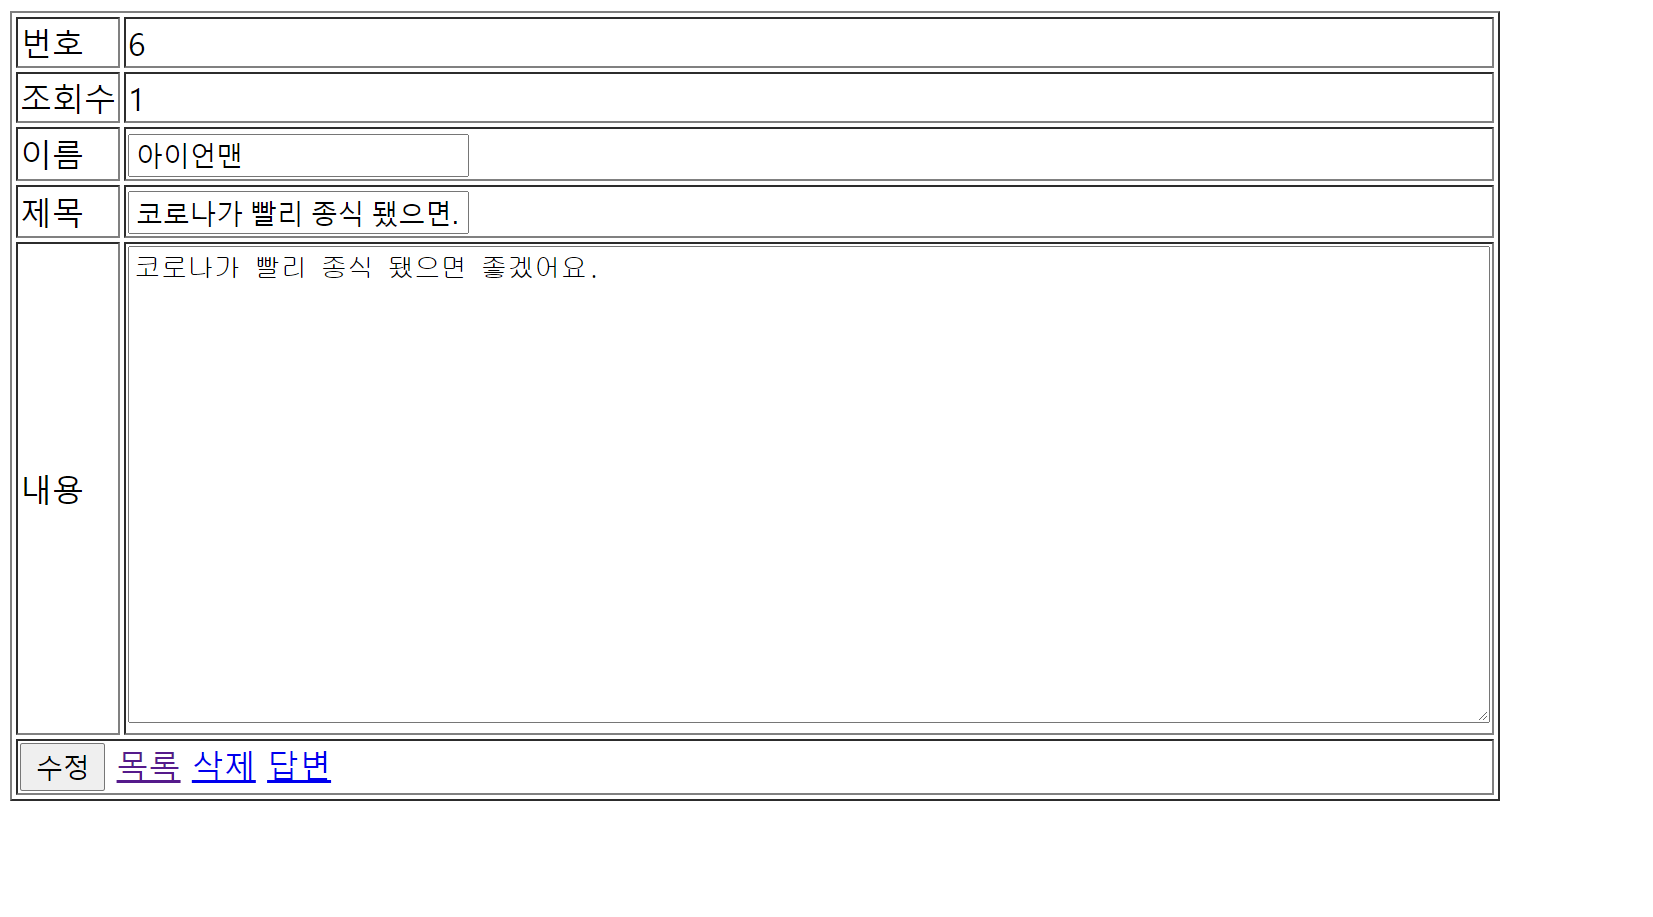 번호 6
조회수 1
이름 아이언맨
제목 코로나가 빨리 종식 됐으면.
내용 코로나가 빨리 종식 됐으면 좋겠어요.
수정 목록 삭제 답변